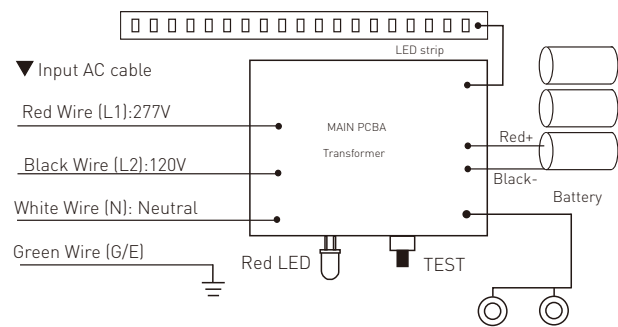 LED strip
Input AC cable
Red Wire (L1):277V
MAIN PCBA
Transformer
Red+
Black Wire (L2):120V
Black-
Battery
White Wire (N): Neutral
Green Wire (G/E)
Red LED
TEST